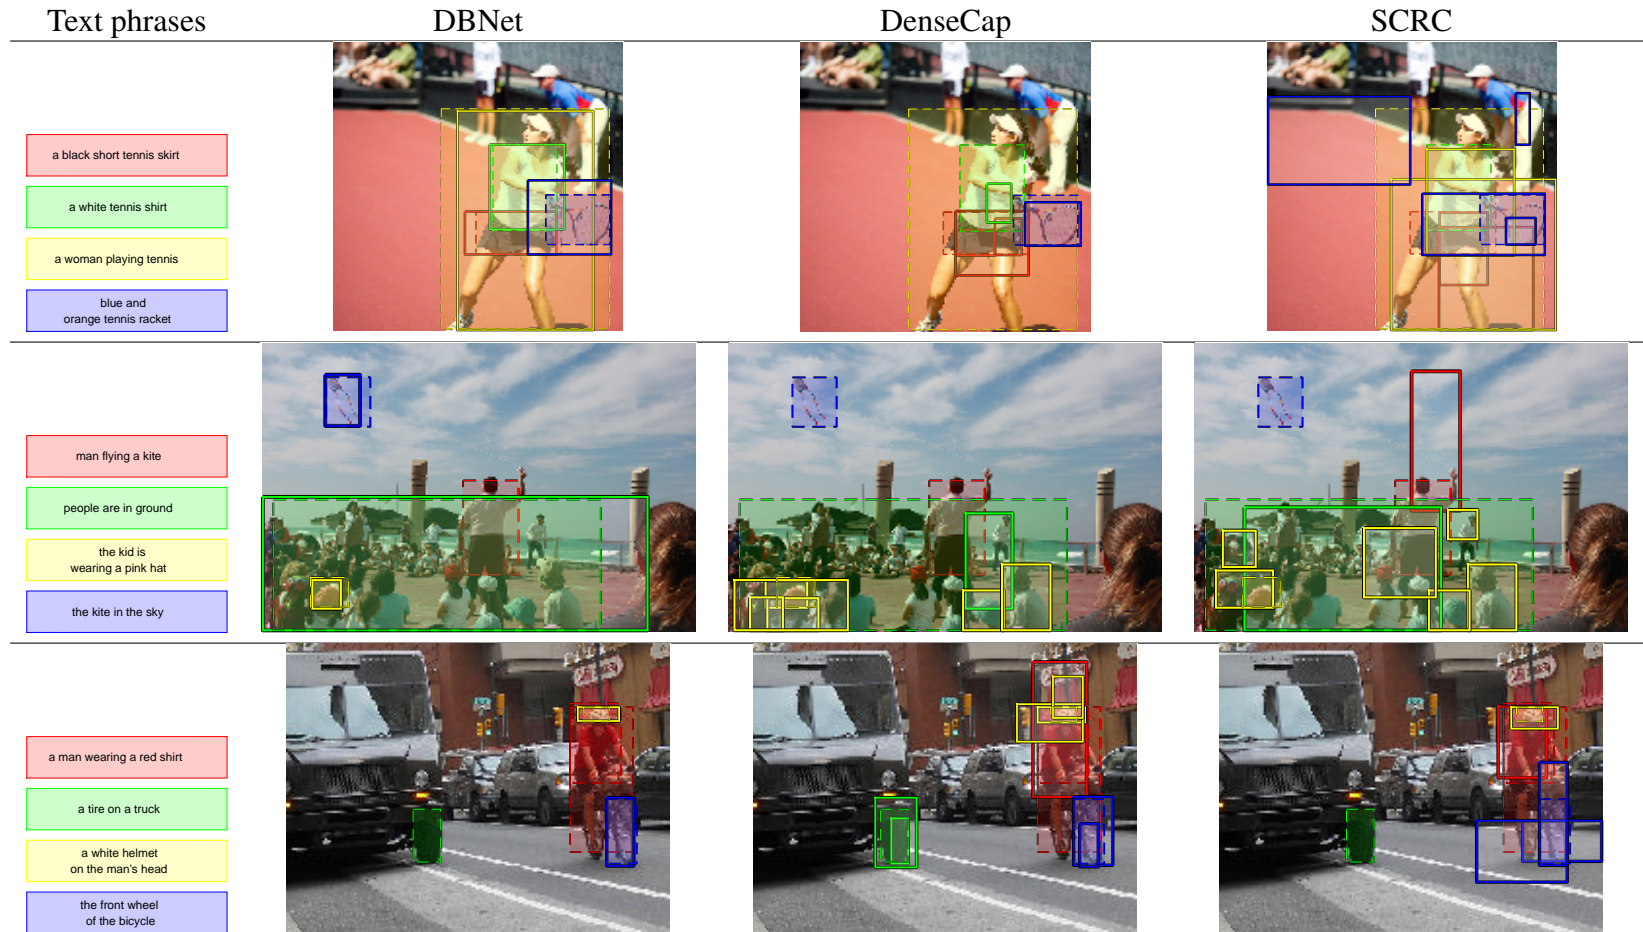 Text phrases
DBNet
DenseCap
SCRC
a black short tennis skirt
a white tennis shirt
a woman playing tennis
blue and
orange tennis racket
man flying a kite
people are in ground
the kid is
wearing a pink hat
the kite in the sky
a man wearing a red shirt
a tire on a truck
a white helmet
on the man's head
the front wheel
of the bicycle